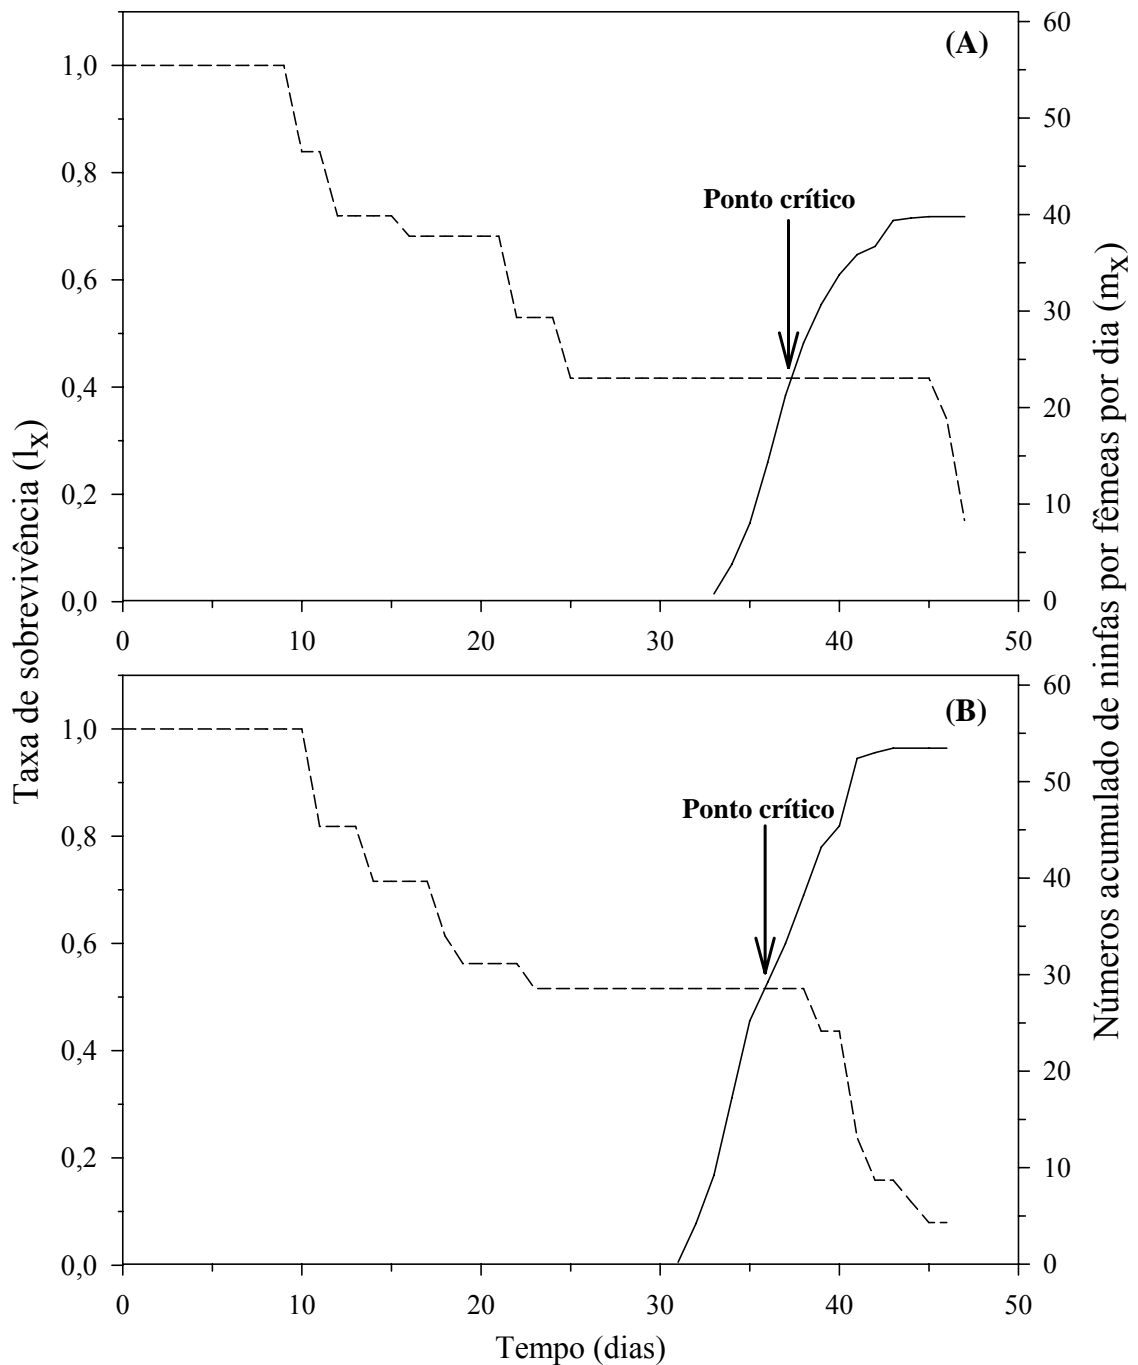 (A)
Ponto crítico
1,0
0,8
0,6
0,4
0,2
0,0
60
50
40
30
20
10
0
0 10 20 30 40 50
(B)
Ponto crítico
1,0
0,8
0,6
0,4
0,2
0,0
60
50
40
30
20
10
0
0 10 20 30 40 50
Tempo (dias)
Taxa de sobrevivência (lX)
Números acumulado de ninfas por fêmeas por dia (mX)